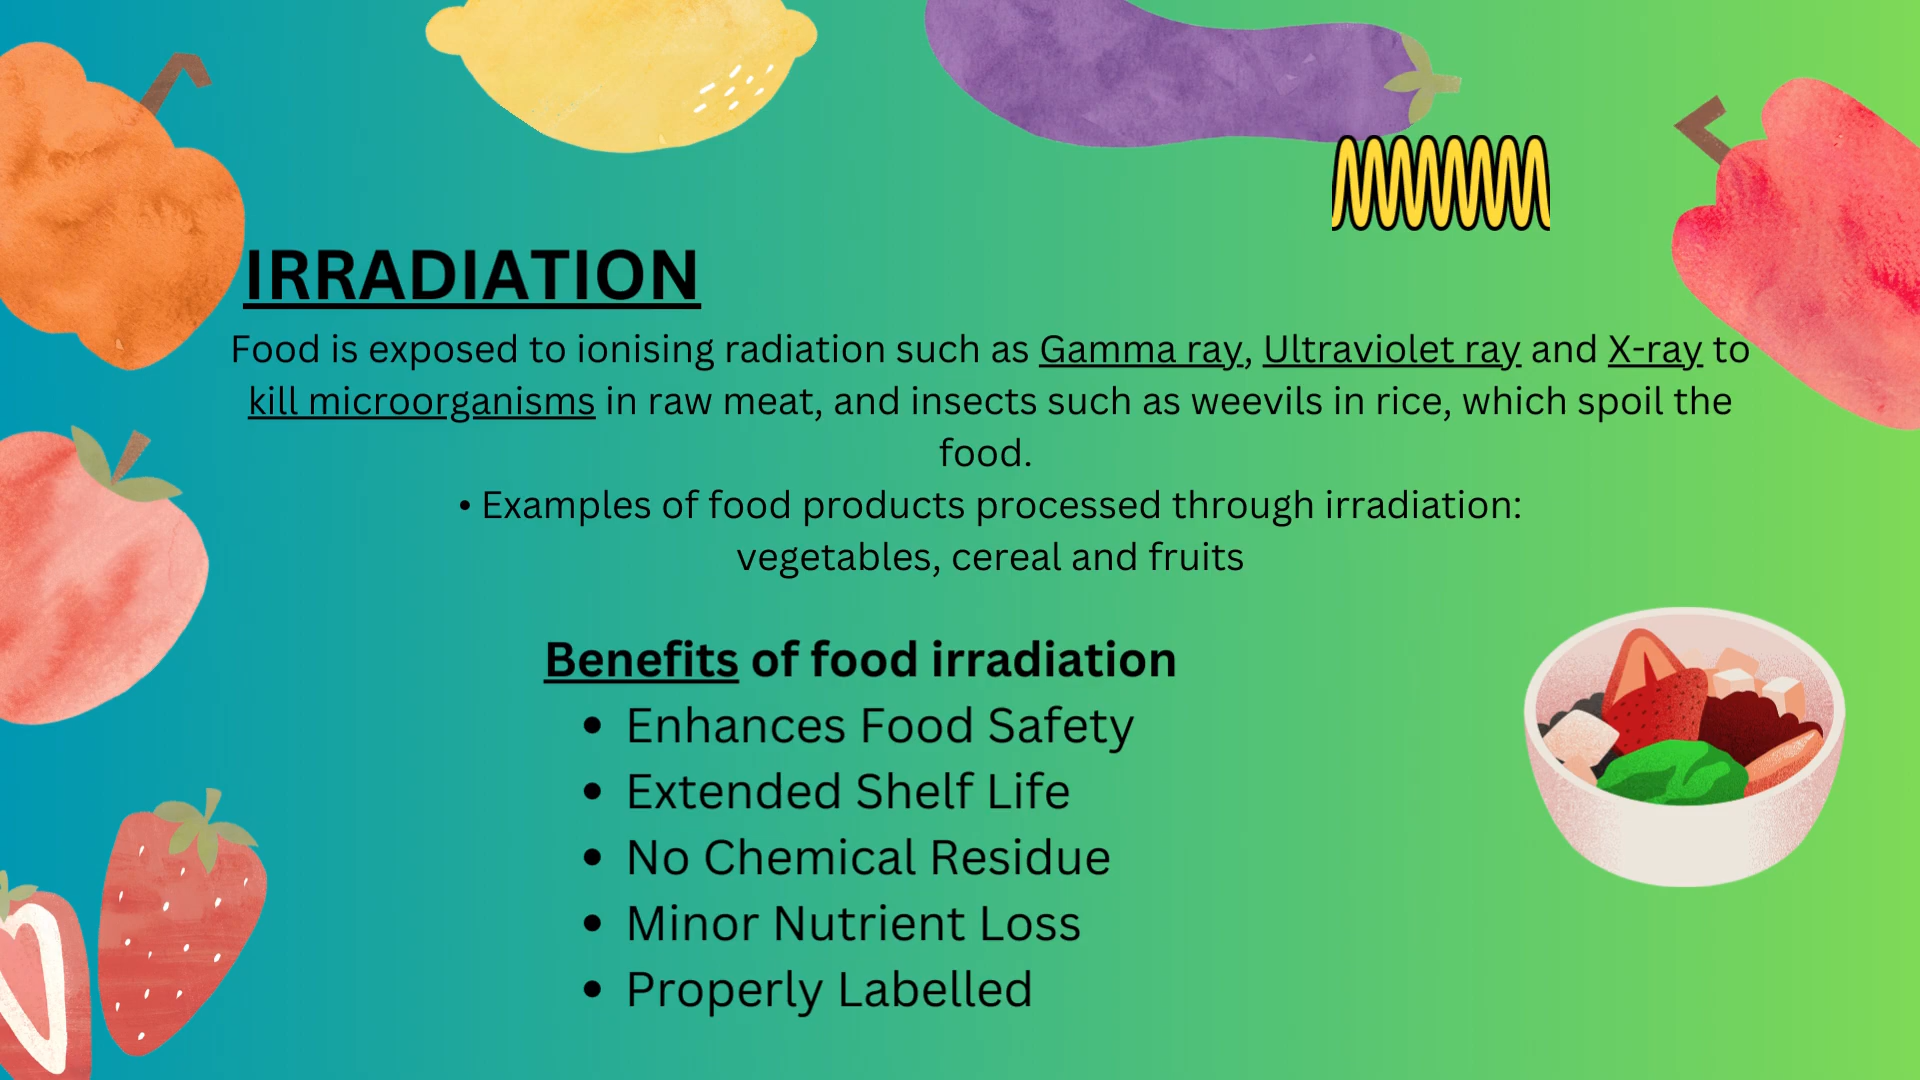 IRRADIATION
Food is exposed to ionising radiation such as Gamma ray, Ultraviolet ray and X-ray to
kill microorganisms in raw meat, and insects such as weevils in rice, which spoil the
food.
• Examples of food products processed through irradiation:
vegetables, cereal and fruits
Benefits of food irradiation
• Enhances Food Safety
• Extended Shelf Life
• No Chemical Residue
• Minor Nutrient Loss
• Properly Labelled